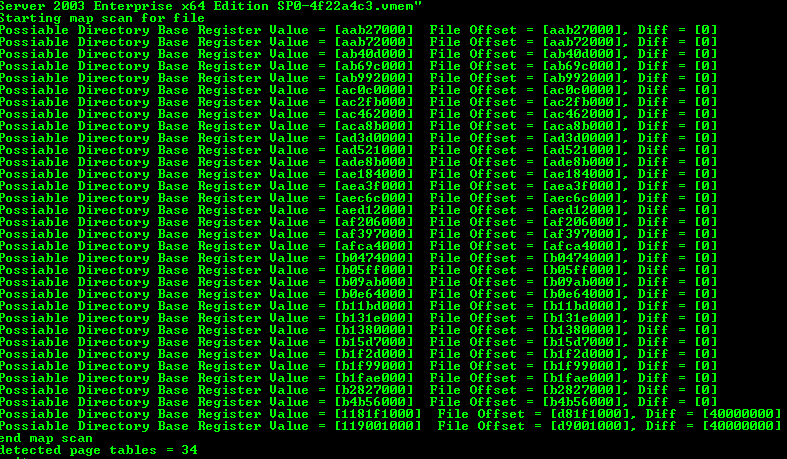 Server 2003 Enterprise x64 Edition SP0-4f22a4c3.vmem"
Starting map scan for file
Possiable Directory Base Register Value = [aab27000]  File Offset = [aab27000], Diff = [0]
Possiable Directory Base Register Value = [aab72000]  File Offset = [aab72000], Diff = [0]
Possiable Directory Base Register Value = [ab40d000]  File Offset = [ab40d000], Diff = [0]
Possiable Directory Base Register Value = [ab69c000]  File Offset = [ab69c000], Diff = [0]
Possiable Directory Base Register Value = [ab992000]  File Offset = [ab992000], Diff = [0]
Possiable Directory Base Register Value = [ac0c0000]  File Offset = [ac0c0000], Diff = [0]
Possiable Directory Base Register Value = [ac2fb000]  File Offset = [ac2fb000], Diff = [0]
Possiable Directory Base Register Value = [ac462000]  File Offset = [ac462000], Diff = [0]
Possiable Directory Base Register Value = [aca8b000]  File Offset = [aca8b000], Diff = [0]
Possiable Directory Base Register Value = [ad3d0000]  File Offset = [ad3d0000], Diff = [0]
Possiable Directory Base Register Value = [ad521000]  File Offset = [ad521000], Diff = [0]
Possiable Directory Base Register Value = [ade8b000]  File Offset = [ade8b000], Diff = [0]
Possiable Directory Base Register Value = [ae184000]  File Offset = [ae184000], Diff = [0]
Possiable Directory Base Register Value = [aea3f000]  File Offset = [aea3f000], Diff = [0]
Possiable Directory Base Register Value = [aec6c000]  File Offset = [aec6c000], Diff = [0]
Possiable Directory Base Register Value = [aed12000]  File Offset = [aed12000], Diff = [0]
Possiable Directory Base Register Value = [af206000]  File Offset = [af206000], Diff = [0]
Possiable Directory Base Register Value = [af397000]  File Offset = [af397000], Diff = [0]
Possiable Directory Base Register Value = [afca4000]  File Offset = [afca4000], Diff = [0]
Possiable Directory Base Register Value = [b0474000]  File Offset = [b0474000], Diff = [0]
Possiable Directory Base Register Value = [b05ff000]  File Offset = [b05ff000], Diff = [0]
Possiable Directory Base Register Value = [b09ab000]  File Offset = [b09ab000], Diff = [0]
Possiable Directory Base Register Value = [b0e64000]  File Offset = [b0e64000], Diff = [0]
Possiable Directory Base Register Value = [b11bd000]  File Offset = [b11bd000], Diff = [0]
Possiable Directory Base Register Value = [b131e000]  File Offset = [b131e000], Diff = [0]
Possiable Directory Base Register Value = [b1380000]  File Offset = [b1380000], Diff = [0]
Possiable Directory Base Register Value = [b15d7000]  File Offset = [b15d7000], Diff = [0]
Possiable Directory Base Register Value = [b1f2d000]  File Offset = [b1f2d000], Diff = [0]
Possiable Directory Base Register Value = [b1f99000]  File Offset = [b1f99000], Diff = [0]
Possiable Directory Base Register Value = [b1fae000]  File Offset = [b1fae000], Diff = [0]
Possiable Directory Base Register Value = [b2827000]  File Offset = [b2827000], Diff = [0]
Possiable Directory Base Register Value = [b4b56000]  File Offset = [b4b56000], Diff = [0]
Possiable Directory Base Register Value = [1181f1000]  File Offset = [d81f1000], Diff = [40000000]
Possiable Directory Base Register Value = [119001000]  File Offset = [d9001000], Diff = [40000000]
end map scan
detected page tables = 34